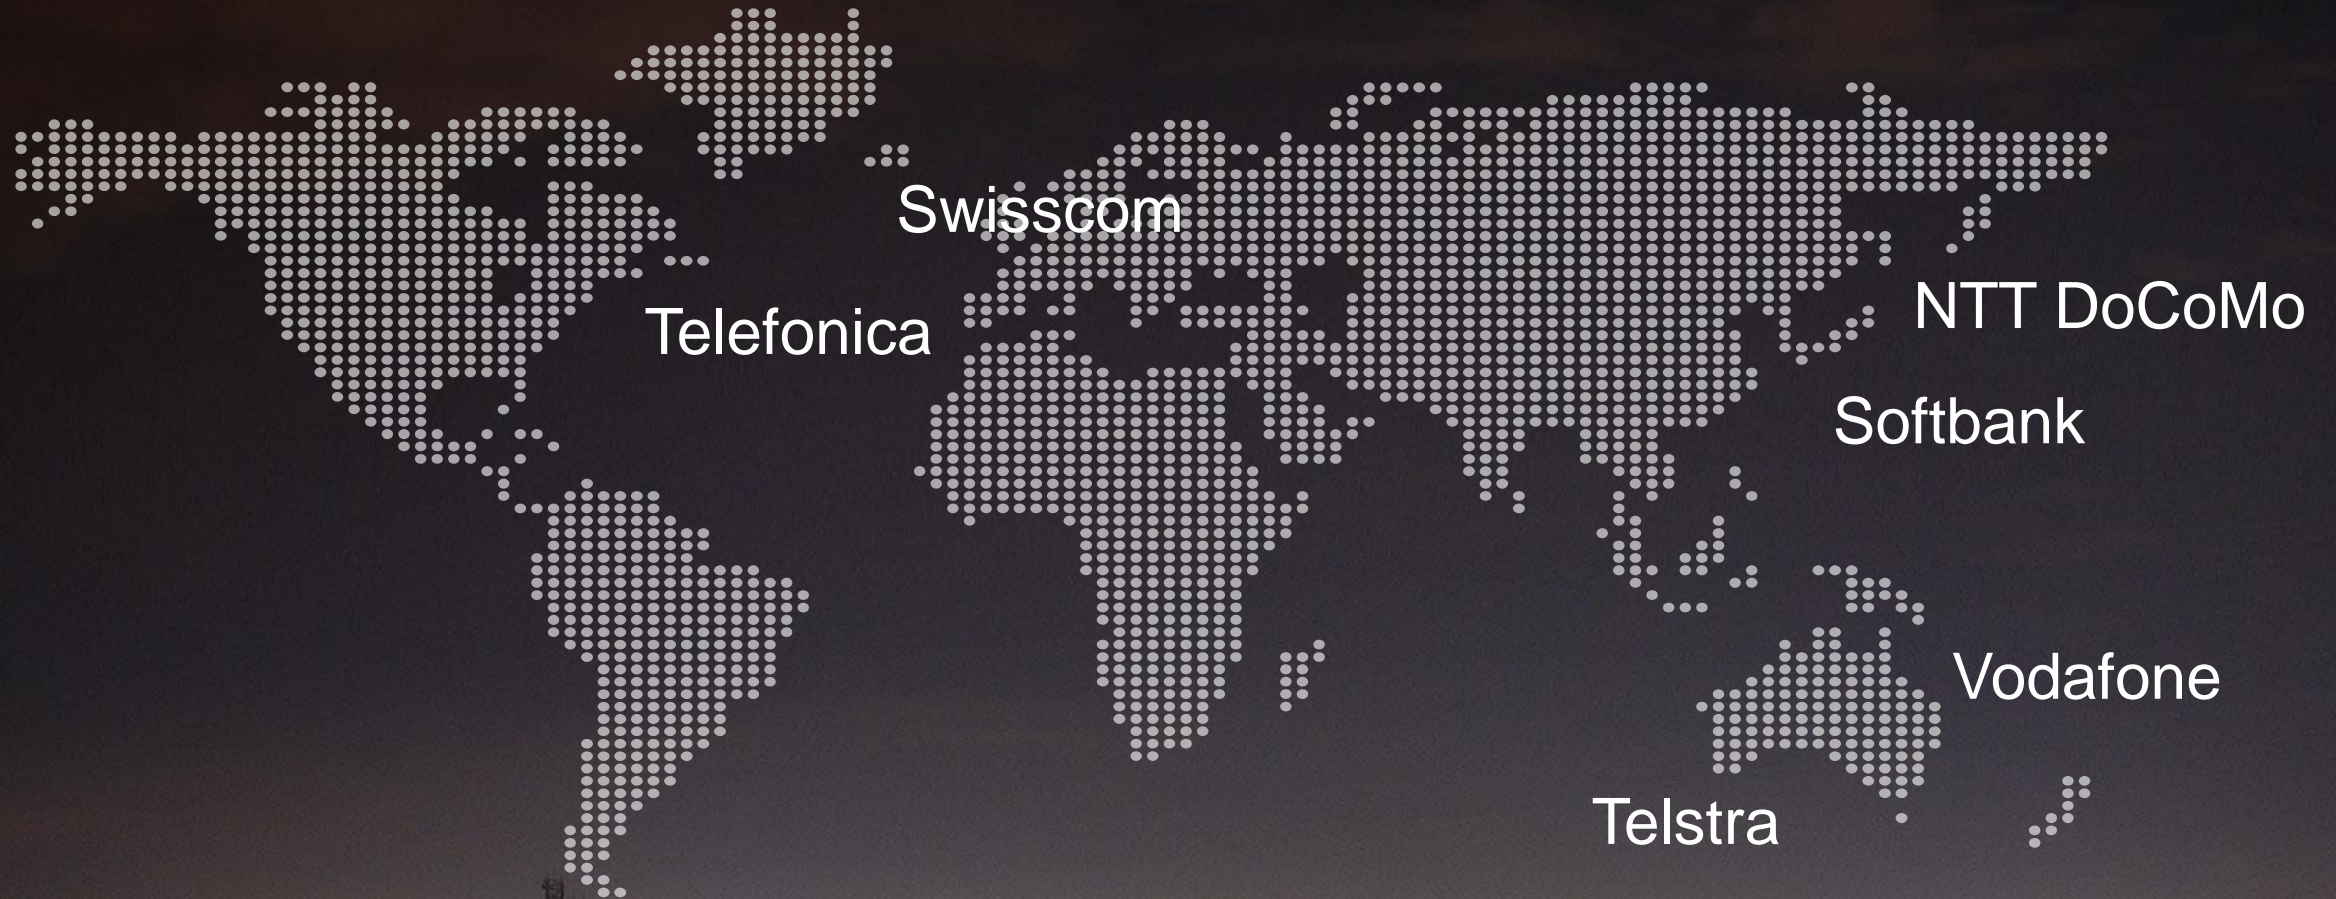 Swisscom
Telefonica
NTT DoCoMo
Softbank
Vodafone
Telstra